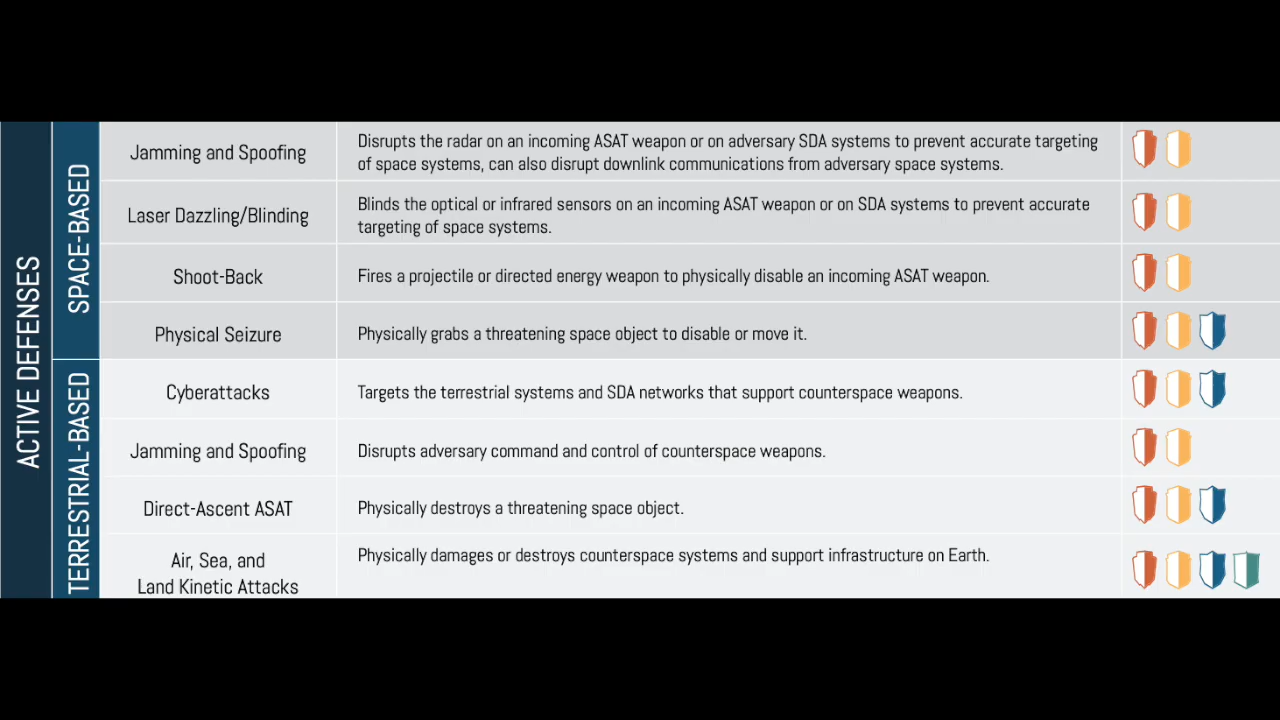 ACTIVE DEFENSES
SPACE-BASED
Jamming and Spoofing
Disrupts the radar on an incoming ASAT weapon or on adversary SDA systems to prevent accurate targeting
of space systems, can also disrupt downlink communications from adversary space systems.
Laser Dazzling/Blinding
Blinds the optical or infrared sensors on an incoming ASAT weapon or on SDA systems to prevent accurate
targeting of space systems.
Shoot-Back
Fires a projectile or directed energy weapon to physically disable an incoming ASAT weapon.
Physical Seizure
Physically grabs a threatening space object to disable or move it.
TERRESTRIAL-BASED
Cyberattacks
Targets the terrestrial systems and SDA networks that support counterspace weapons.
Jamming and Spoofing
Disrupts adversary command and control of counterspace weapons.
Direct-Ascent ASAT
Physically destroys a threatening space object.
Air, Sea, and
Land Kinetic Attacks
Physically damages or destroys counterspace systems and support infrastructure on Earth.